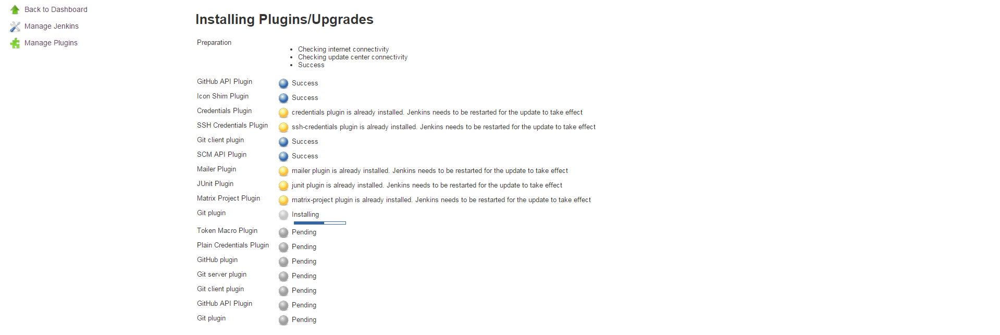 Back to Dashboard
Manage Jenkins
Manage Plugins
Installing Plugins/Upgrades
Preparation
Checking internet connectivity
Checking update center connectivity
Success
GitHub API Plugin Success
Icon Shim Plugin Success
Credentials Plugin credentials plugin is already installed. Jenkins needs to be restarted for the update to take effect
SSH Credentials Plugin ssh-credentials plugin is already installed. Jenkins needs to be restarted for the update to take effect
Git client plugin Success
SCM API Plugin Success
Mailer Plugin mailer plugin is already installed. Jenkins needs to be restarted for the update to take effect
JUnit Plugin junit plugin is already installed. Jenkins needs to be restarted for the update to take effect
Matrix Project Plugin matrix-project plugin is already installed. Jenkins needs to be restarted for the update to take effect
Git plugin Installing
Token Macro Plugin Pending
Plain Credentials Plugin Pending
GitHub plugin Pending
Git server plugin Pending
Git client plugin Pending
GitHub API Plugin Pending
Git plugin Pending